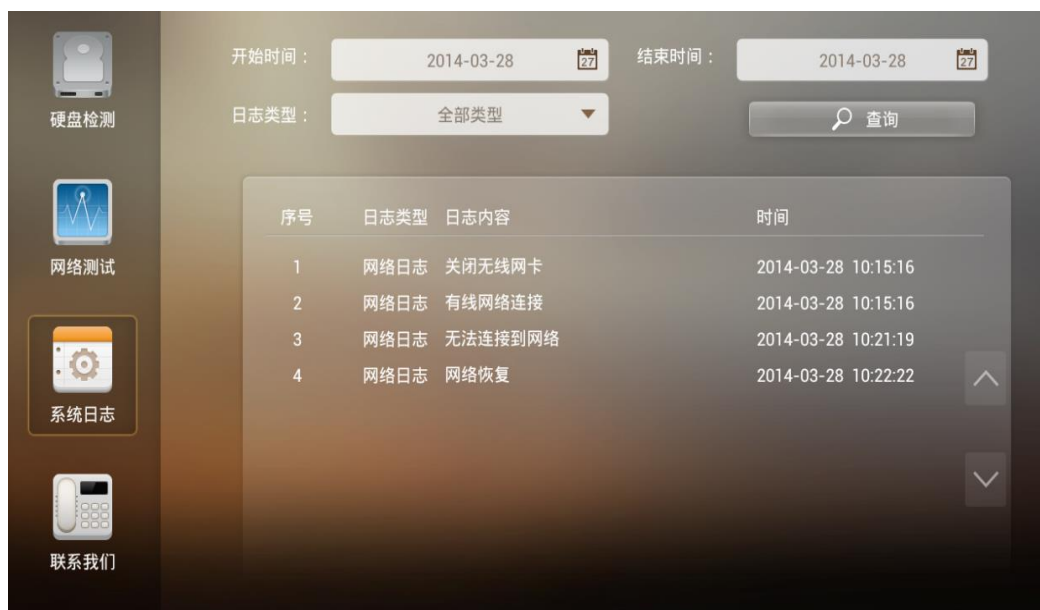 硬盘检测
网络测试
系统日志
联系我们
开始时间： 2014-03-28 27 结束时间： 2014-03-28 27
日志类型： 全部类型 查询
序号 日志类型 日志内容 时间
1 网络日志 关闭无线网卡 2014-03-28 10:15:16
2 网络日志 有线网络连接 2014-03-28 10:15:16
3 网络日志 无法连接到网络 2014-03-28 10:21:19
4 网络日志 网络恢复 2014-03-28 10:22:22